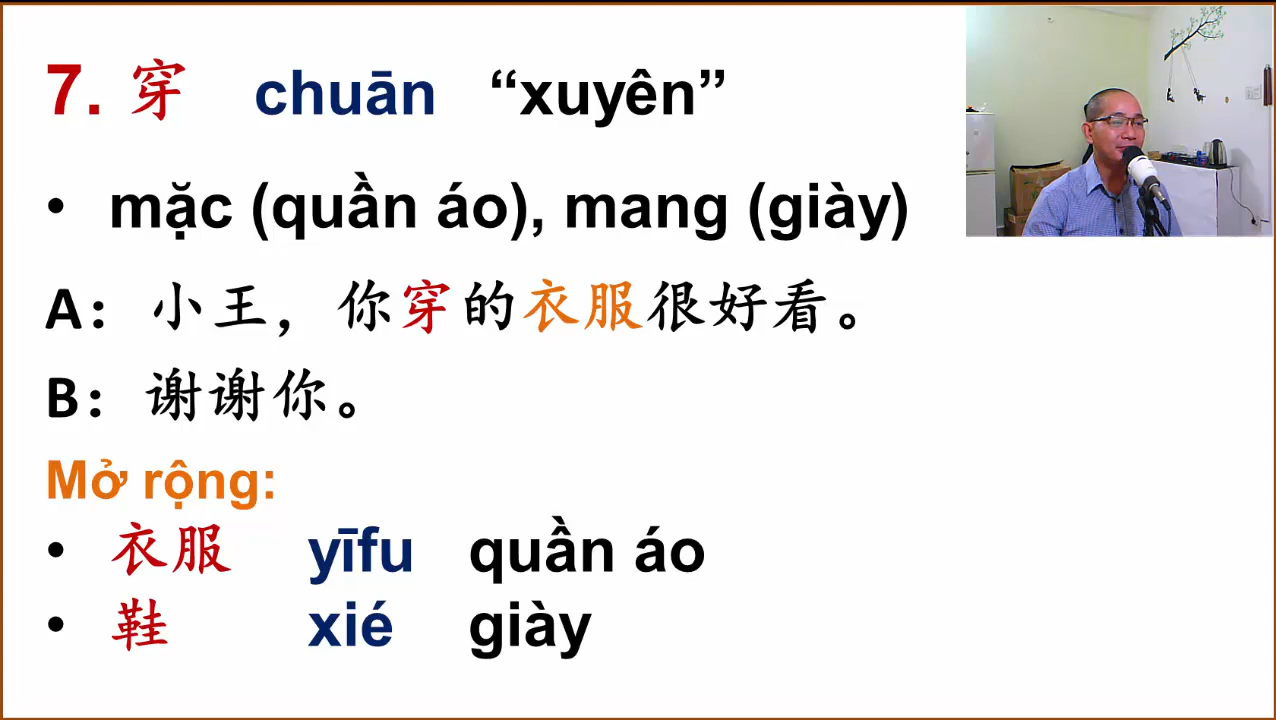 7. 穿 chuān “xuyên”
• mặc (quần áo), mang (giày)
A：小王，你穿的衣服很好看。
B：谢谢你。
Mở rộng:
• 衣服 yīfu quần áo
• 鞋 xié giày